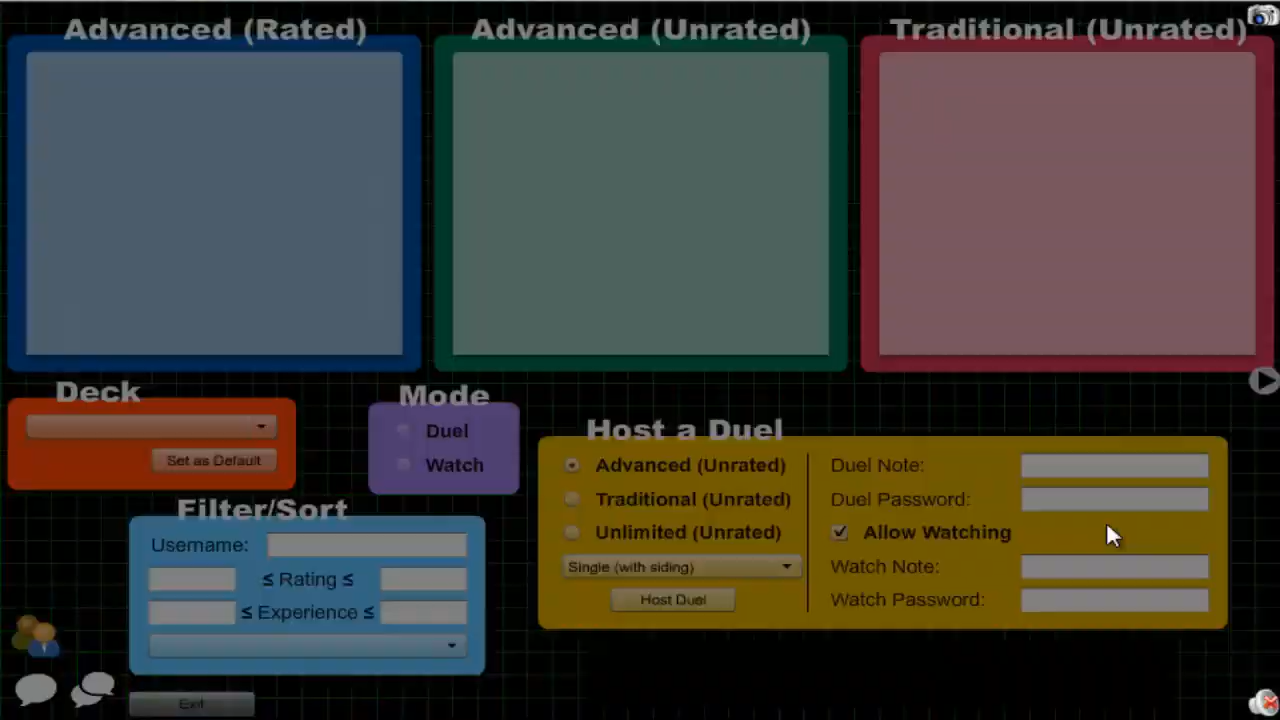 Advanced (Rated)
Advanced (Unrated)
Traditional (Unrated)
Deck
Set as Default
Mode
Duel
Watch
Filter/Sort
Username:
≤ Rating ≤
≤ Experience ≤
Exit
Host a Duel
Advanced (Unrated)
Traditional (Unrated)
Unlimited (Unrated)
Single (with siding)
Host Duel
Duel Note:
Duel Password:
Allow Watching
Watch Note:
Watch Password: